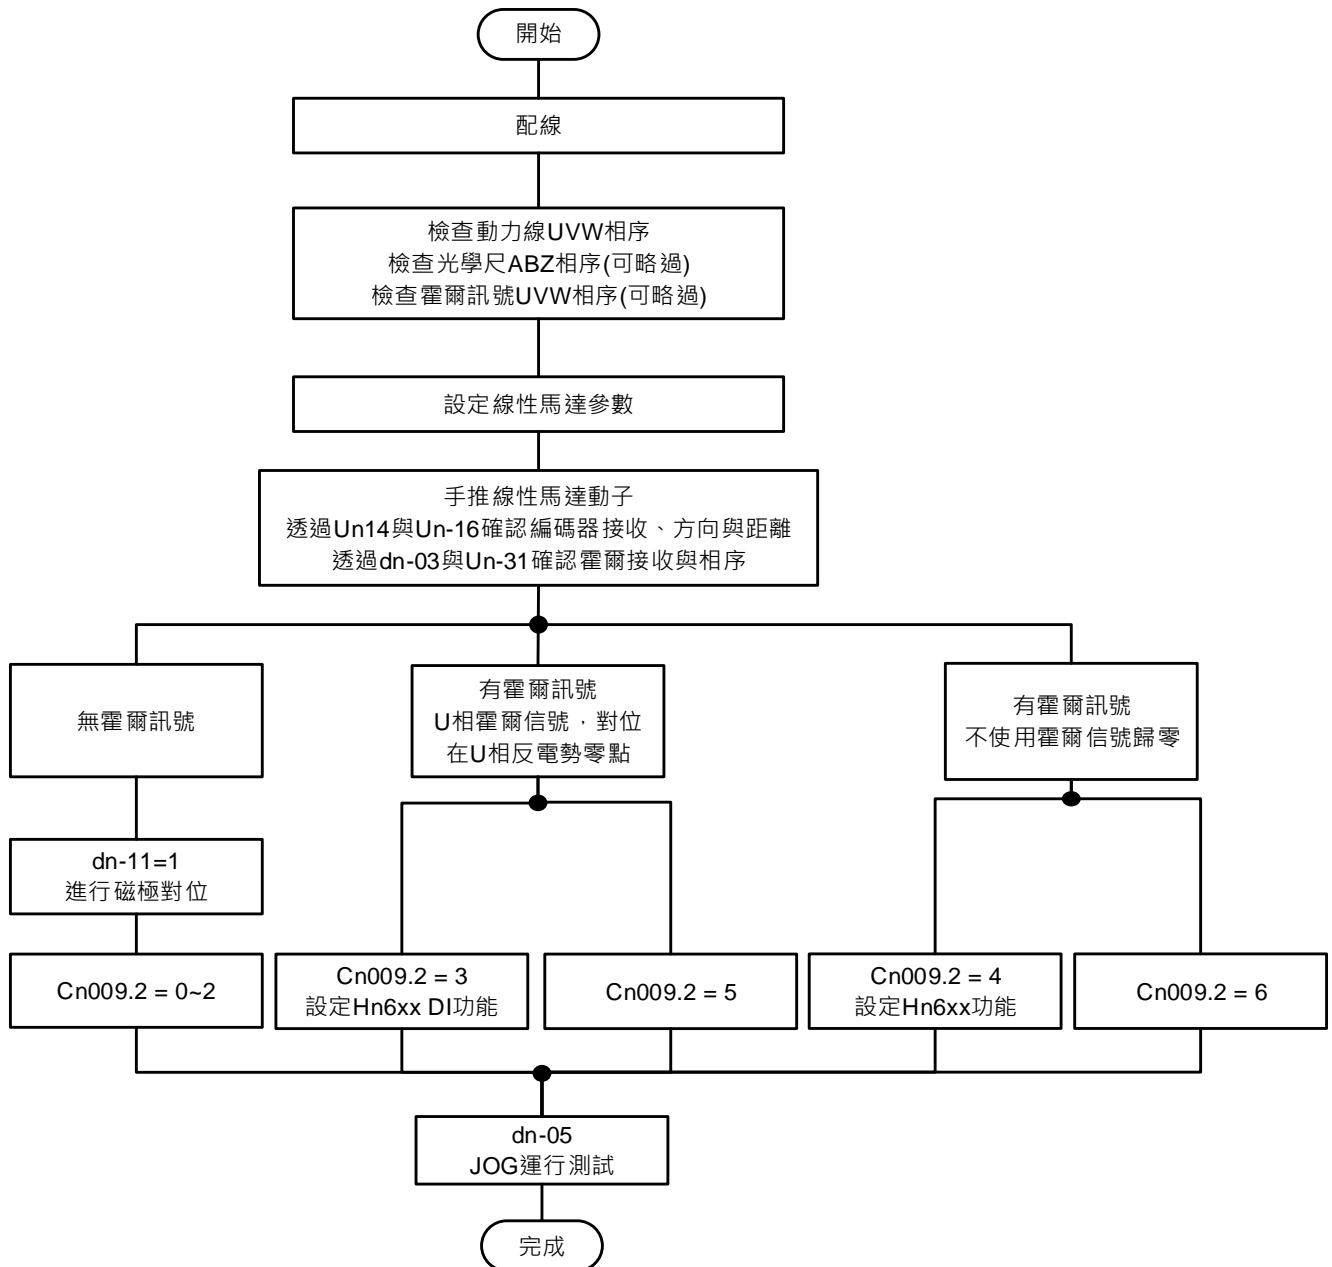 開始
配線
檢查動力線UVW相序
檢查光學尺ABZ相序(可略過)
檢查霍爾訊號UVW相序(可略過)
設定線性馬達參數
手推線性馬達動子
透過Un14與Un-16確認編碼器接收、方向與距離
透過dn-03與Un-31確認霍爾接收與相序
無霍爾訊號
有霍爾訊號
U相霍爾信號，對位
在U相反電勢零點
有霍爾訊號
不使用霍爾信號歸零
dn-11=1
進行磁極對位
Cn009.2 = 0~2
Cn009.2 = 3
設定Hn6xx DI功能
Cn009.2 = 5
Cn009.2 = 4
設定Hn6xx功能
Cn009.2 = 6
dn-05
JOG運行測試
完成